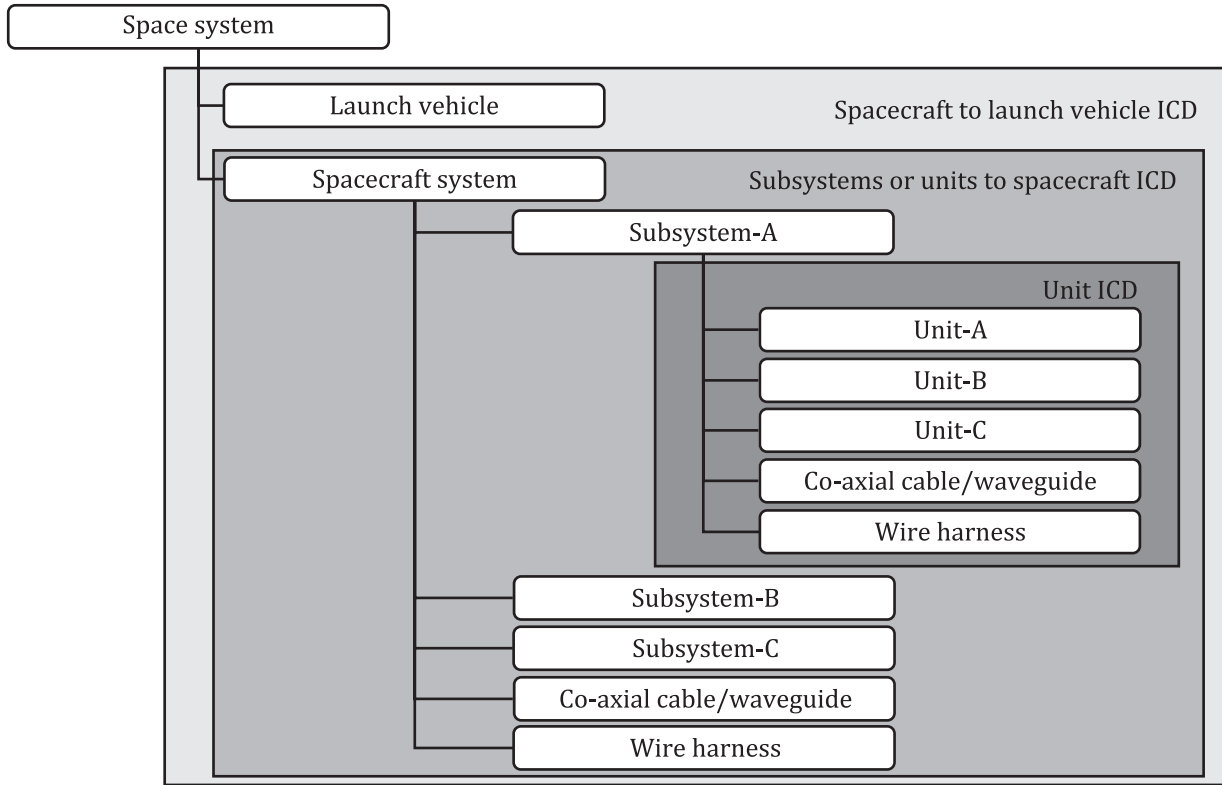 Space system
Launch vehicle
Spacecraft to launch vehicle ICD
Spacecraft system
Subsystems or units to spacecraft ICD
Subsystem-A
Unit ICD
Unit-A
Unit-B
Unit-C
Co-axial cable/waveguide
Wire harness
Subsystem-B
Subsystem-C
Co-axial cable/waveguide
Wire harness